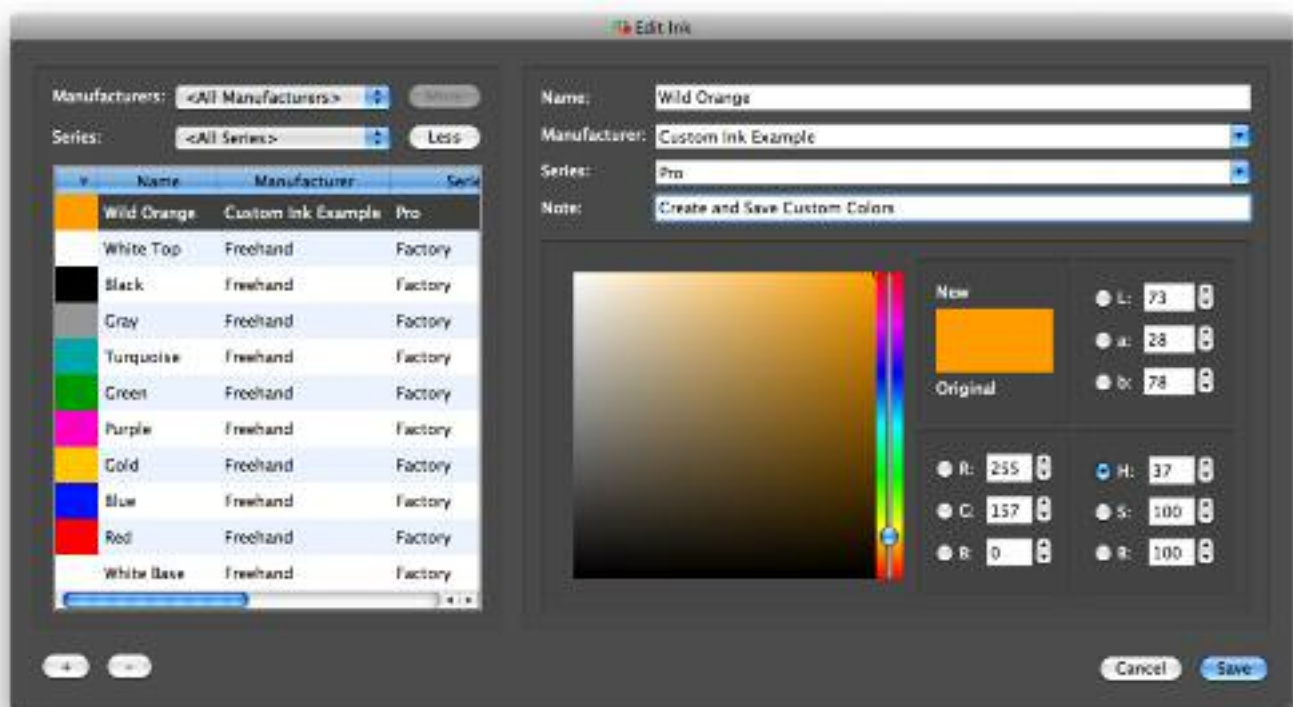 Edit Ink
Manufacturers: <All Manufacturers> More
Series: <All Series> Less
Name Manufacturer Serie
Wild Orange Custom Ink Example Pro
White Top Freehand Factory
Black Freehand Factory
Gray Freehand Factory
Turquoise Freehand Factory
Green Freehand Factory
Purple Freehand Factory
Gold Freehand Factory
Blue Freehand Factory
Red Freehand Factory
White Base Freehand Factory
+ -
Name: Wild Orange
Manufacturer: Custom Ink Example
Series: Pro
Note: Create and Save Custom Colors
New
Original
L: 73
a: 28
b: 78
R: 255
G: 157
B: 0
H: 37
S: 100
B: 100
Cancel Save